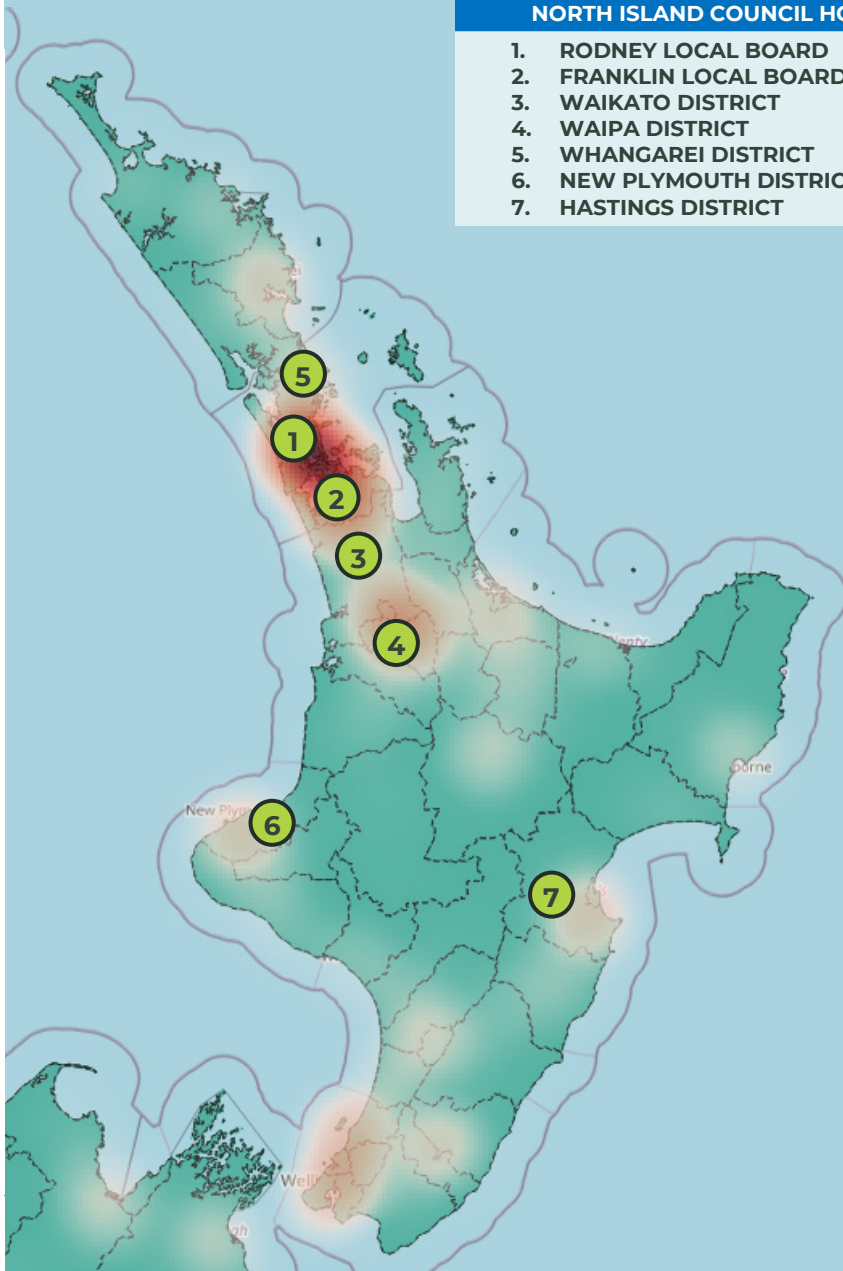 NORTH ISLAND COUNCIL HO
1. RODNEY LOCAL BOARD
2. FRANKLIN LOCAL BOARD
3. WAIKATO DISTRICT
4. WAIPA DISTRICT
5. WHANGAREI DISTRICT
6. NEW PLYMOUTH DISTRIC
7. HASTINGS DISTRICT
5
1
2
3
4
orne
New Plym
6
7
Well
gh